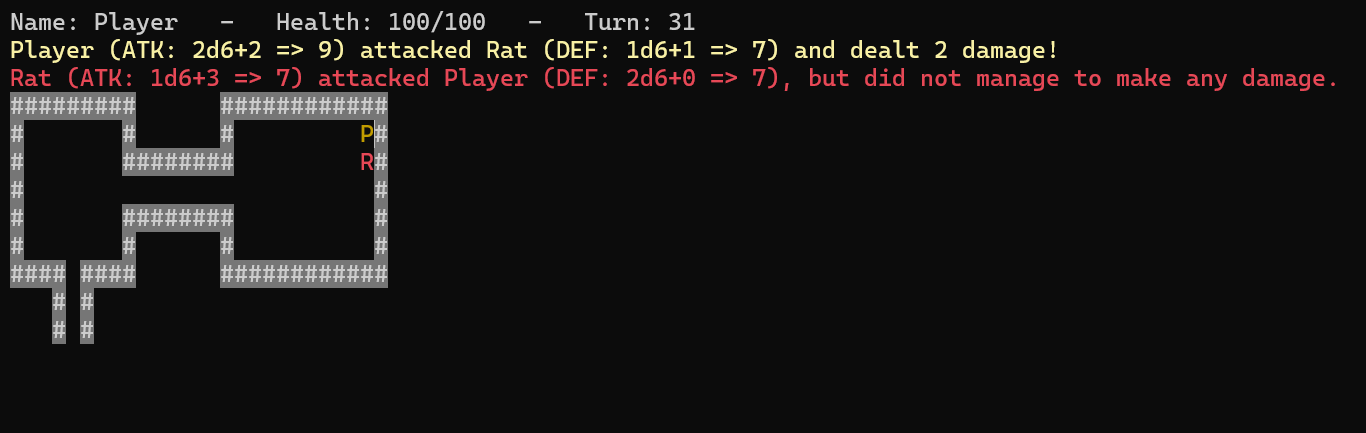 Name: Player   -   Health: 100/100   -   Turn: 31
Player (ATK: 2d6+2 => 9) attacked Rat (DEF: 1d6+1 => 7) and dealt 2 damage!
Rat (ATK: 1d6+3 => 7) attacked Player (DEF: 2d6+0 => 7), but did not manage to make any damage.
#########      ############
#       #      #         P#
#       ########         R#
#                         #
#       ########          #
#       #      #          #
#### ####      ############
   # #
   # #